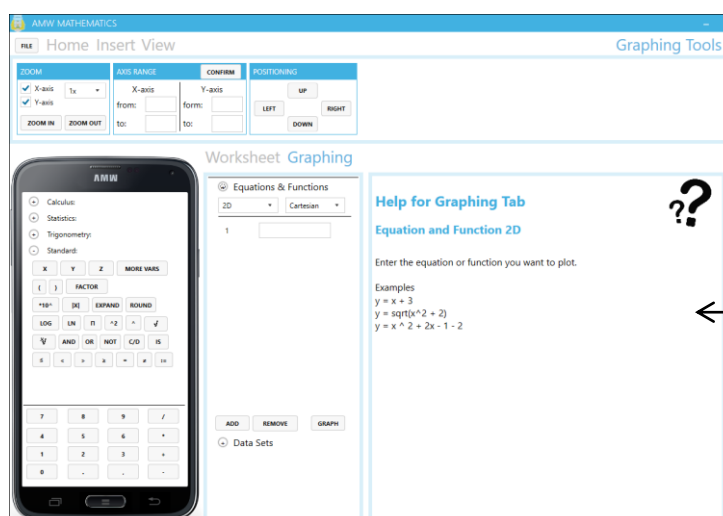 AMW MATHEMATICS
FILE Home Insert View Graphing Tools
ZOOM AXIS RANGE CONFIRM POSITIONING
X-axis 1x X-axis Y-axis UP
Y-axis from: form: LEFT RIGHT
ZOOM IN ZOOM OUT to: to: DOWN
Worksheet Graphing
AMW
Calculus:
Statistics:
Trigonometry:
Standard:
X Y Z MORE VARS
( ) FACTOR
*10^ |X| EXPAND ROUND
LOG LN Π ^2 ^ √
∛ AND OR NOT C/D IS
≤ < > ≥ = ≠
7 8 9 /
4 5 6 *
1 2 3 +
0 . , -
Equations & Functions
2D Cartesian
1
ADD REMOVE GRAPH
Data Sets
Help for Graphing Tab
??
Equation and Function 2D
Enter the equation or function you want to plot.
Examples
y = x + 3
y = sqrt(x^2 + 2)
y = x ^ 2 + 2x - 1 - 2